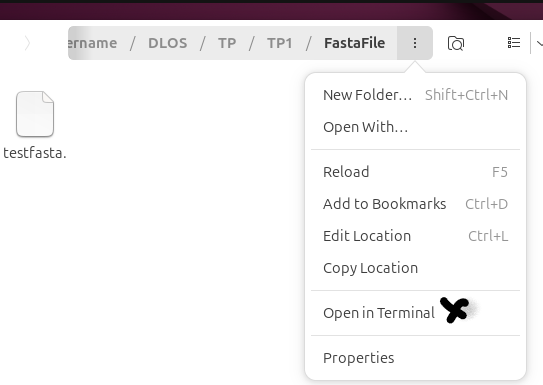 ername / DLOS / TP / TP1 / FastaFile
testfasta.
New Folder… Shift+Ctrl+N
Open With…
Reload F5
Add to Bookmarks Ctrl+D
Edit Location Ctrl+L
Copy Location
Open in Terminal
Properties